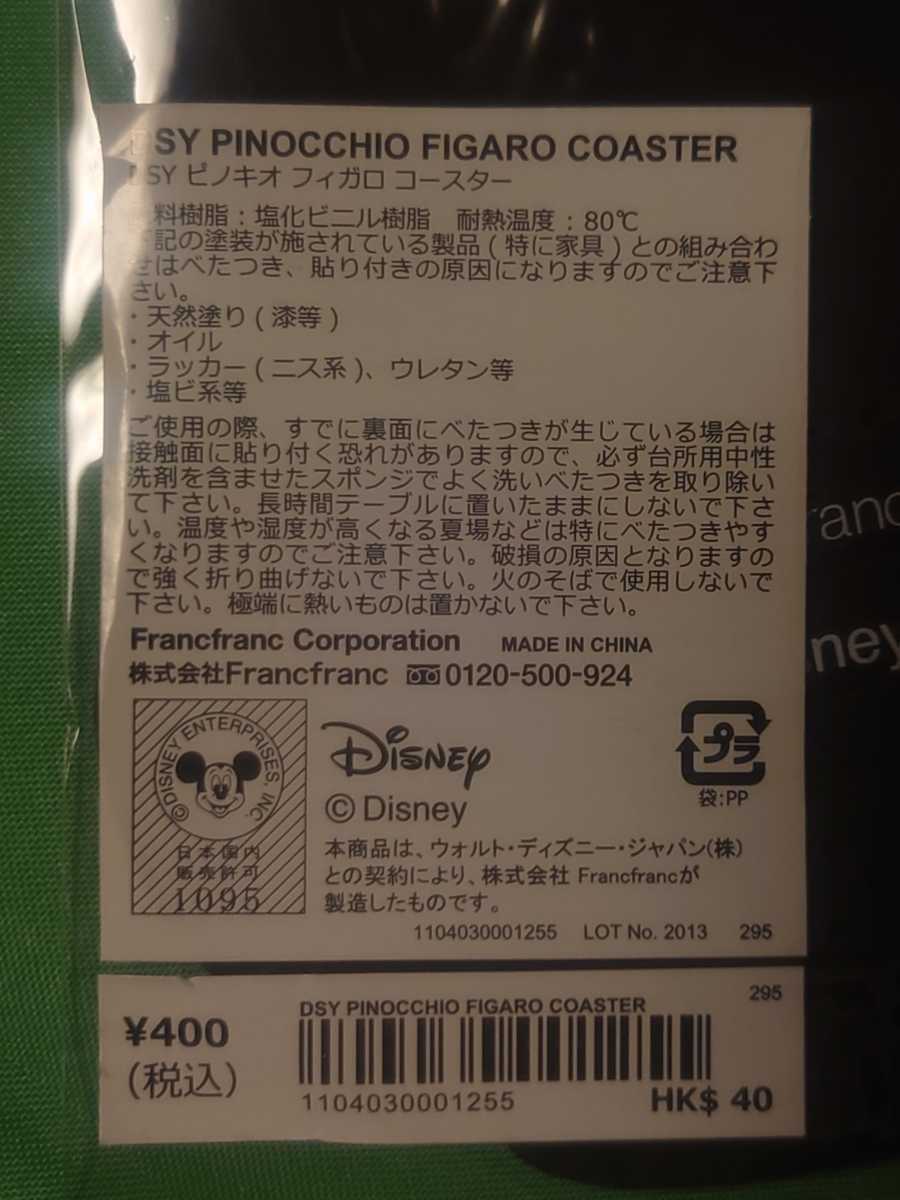 SY PINOCCHIO FIGARO COASTER
SY ピノキオ フィガロ コースター
料樹脂：塩化ビニル樹脂　耐熱温度：80℃
下記の塗装が施されている製品（特に家具）との組み合わ
せはべたつき、貼り付きの原因になりますのでご注意下
さい。
・天然塗り（漆等）
・オイル
・ラッカー（ニス系）、ウレタン等
・塩ビ系等
ご使用の際、すでに裏面にべたつきが生じている場合は
接触面に貼り付く恐れがありますので、必ず台所用中性
洗剤を含ませたスポンジでよく洗いべたつきを取り除い
て下さい。長時間テーブルに置いたままにしないで下さ
い。温度や湿度が高くなる夏場などは特にべたつきやす
くなりますのでご注意下さい。破損の原因となりますの
で強く折り曲げないで下さい。火のそばで使用しないで
下さい。極端に熱いものは置かないで下さい。
Francfranc Corporation MADE IN CHINA
株式会社Francfranc 0120-500-924
©DISNEY ENTERPRISES, INC.
日本国内
販売許可
1095
Disney
© Disney
プラ
袋:PP
本商品は、ウォルト・ディズニー・ジャパン（株）
との契約により、株式会社 Francfrancが
製造したものです。
1104030001255 LOT No. 2013 295
DSY PINOCCHIO FIGARO COASTER 295
¥400
（税込）
1104030001255
HK$ 40
ranc
ney